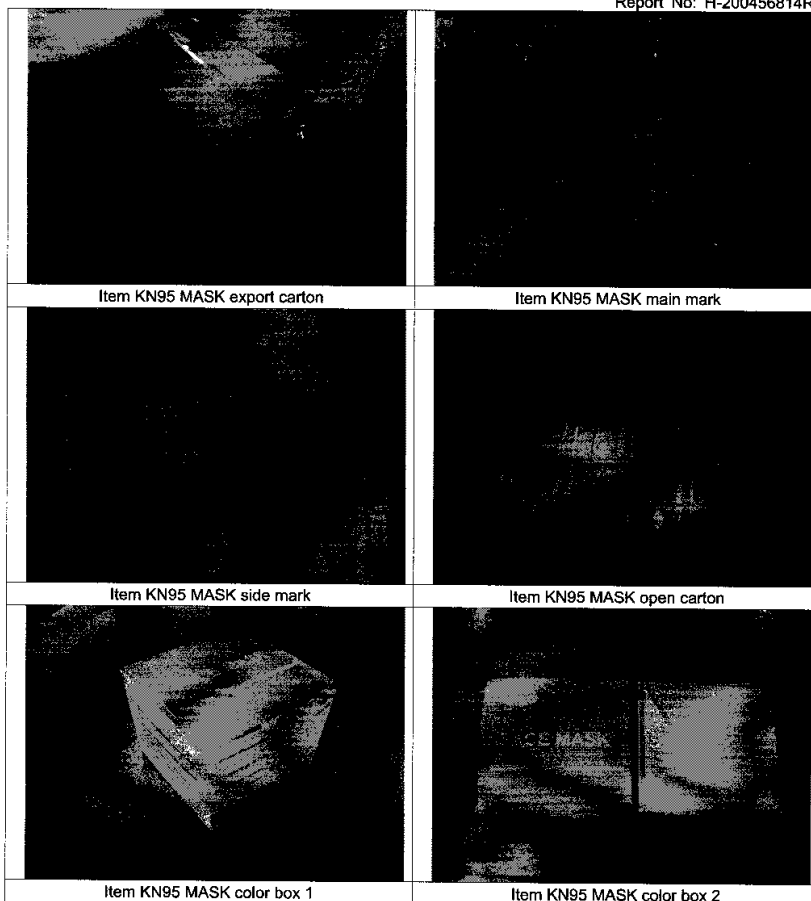 Report No: H-200456814R
Item KN95 MASK export carton
Item KN95 MASK main mark
Item KN95 MASK side mark
Item KN95 MASK open carton
MASK
Item KN95 MASK color box 1
Item KN95 MASK color box 2